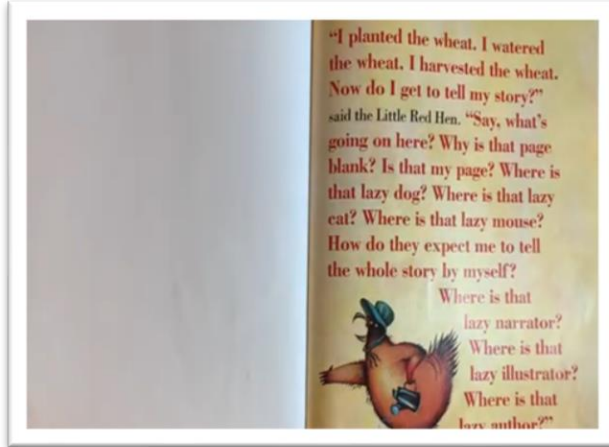 “I planted the wheat. I watered
the wheat. I harvested the wheat.
Now do I get to tell my story?”
said the Little Red Hen. “Say, what’s
going on here? Why is that page
blank? Is that my page? Where is
that lazy dog? Where is that lazy
cat? Where is that lazy mouse?
How do they expect me to tell
the whole story by myself?
Where is that
lazy narrator?
Where is that
lazy illustrator?
Where is that
lazy author?”